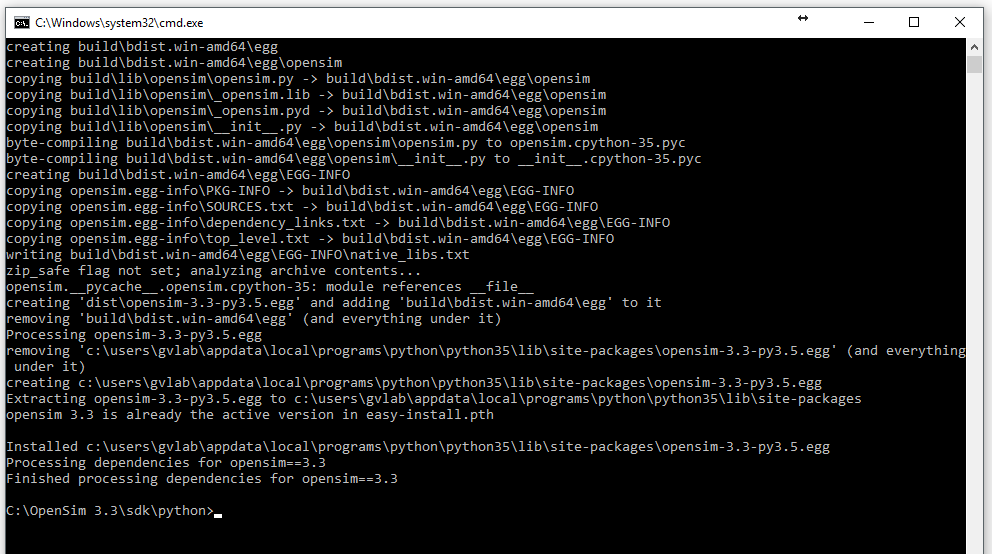 C:\Windows\system32\cmd.exe
creating build\bdist.win-amd64\egg
creating build\bdist.win-amd64\egg\opensim
copying build\lib\opensim\opensim.py -> build\bdist.win-amd64\egg\opensim
copying build\lib\opensim\_opensim.lib -> build\bdist.win-amd64\egg\opensim
copying build\lib\opensim\_opensim.pyd -> build\bdist.win-amd64\egg\opensim
copying build\lib\opensim\__init__.py -> build\bdist.win-amd64\egg\opensim
byte-compiling build\bdist.win-amd64\egg\opensim\opensim.py to opensim.cpython-35.pyc
byte-compiling build\bdist.win-amd64\egg\opensim\__init__.py to __init__.cpython-35.pyc
creating build\bdist.win-amd64\egg\EGG-INFO
copying opensim.egg-info\PKG-INFO -> build\bdist.win-amd64\egg\EGG-INFO
copying opensim.egg-info\SOURCES.txt -> build\bdist.win-amd64\egg\EGG-INFO
copying opensim.egg-info\dependency_links.txt -> build\bdist.win-amd64\egg\EGG-INFO
copying opensim.egg-info\top_level.txt -> build\bdist.win-amd64\egg\EGG-INFO
writing build\bdist.win-amd64\egg\EGG-INFO\native_libs.txt
zip_safe flag not set; analyzing archive contents...
opensim.__pycache__.opensim.cpython-35: module references __file__
creating 'dist\opensim-3.3-py3.5.egg' and adding 'build\bdist.win-amd64\egg' to it
removing 'build\bdist.win-amd64\egg' (and everything under it)
Processing opensim-3.3-py3.5.egg
removing 'c:\users\gvlab\appdata\local\programs\python\python35\lib\site-packages\opensim-3.3-py3.5.egg' (and everything
 under it)
creating c:\users\gvlab\appdata\local\programs\python\python35\lib\site-packages\opensim-3.3-py3.5.egg
Extracting opensim-3.3-py3.5.egg to c:\users\gvlab\appdata\local\programs\python\python35\lib\site-packages
opensim 3.3 is already the active version in easy-install.pth
Installed c:\users\gvlab\appdata\local\programs\python\python35\lib\site-packages\opensim-3.3-py3.5.egg
Processing dependencies for opensim==3.3
Finished processing dependencies for opensim==3.3
C:\OpenSim 3.3\sdk\python>